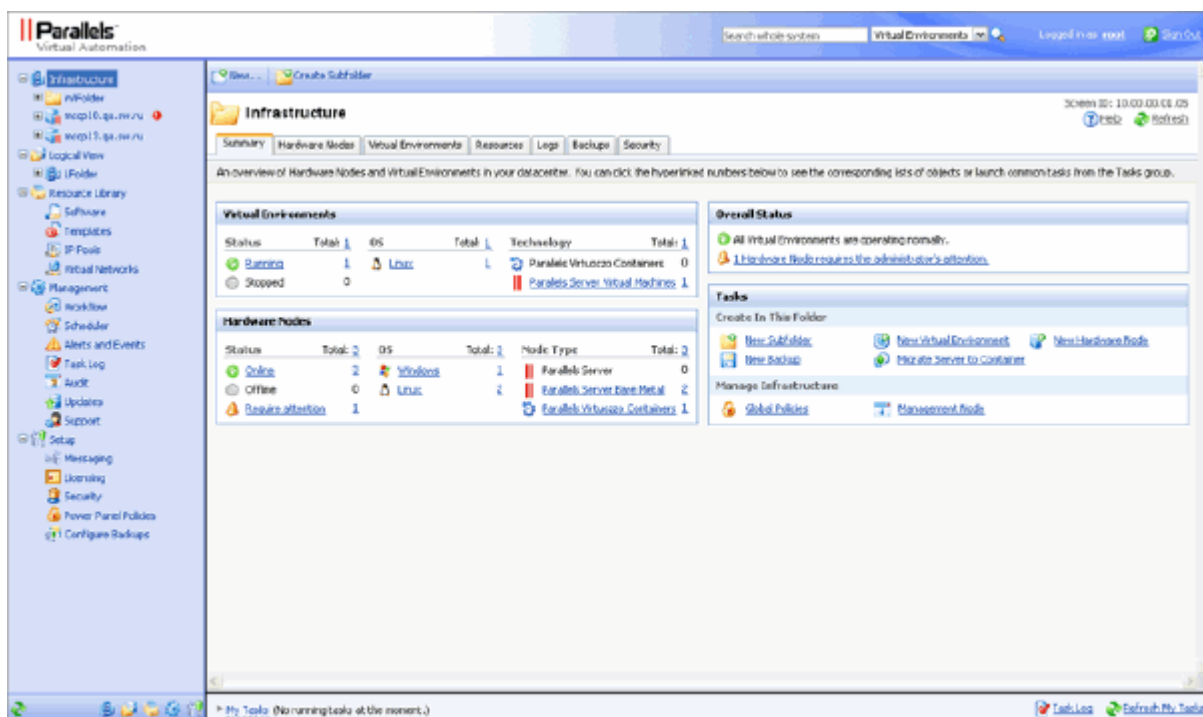 Parallels
Virtual Automation
Search whole system
Virtual Environments
Logged in as root
Sign Out
Infrastructure
mcp10.qa.sw.ru
mcp13.qa.sw.ru
Logical View
Resource Library
Software
Templates
IP Pools
Virtual Networks
Management
Workflow
Scheduler
Alerts and Events
Task Log
Audit
Updates
Support
Setup
Messaging
Licensing
Security
Power Panel Policies
Configure Backups
New...
Create Subfolder
Infrastructure
Screen ID:
Help
Refresh
Summary
Hardware Nodes
Virtual Environments
Resources
Logs
Backups
Security
An overview of Hardware Nodes and Virtual Environments in your datacenter. You can click the hyperlinked numbers below to see the corresponding lists of objects or launch common tasks from the Tasks group.
Virtual Environments
Status Total: 1 OS Total: 1 Technology Total: 1
Running 1 Linux 1 Parallels Virtuozzo Containers 0
Stopped 0 Parallels Server Virtual Machines 1
Hardware Nodes
Status Total: OS Total: Node Type Total:
Online Windows 1 Parallels Server 0
Offline 0 Linux 2 Parallels Server Bare Metal 2
Require attention 1 Parallels Virtuozzo Containers 1
Overall Status
All Virtual Environments are operating normally.
1 Hardware Node requires the administrator's attention.
Tasks
Create In This Folder
New Subfolder New Virtual Environment New Hardware Node
New Backup Migrate Server to Container
Manage Infrastructure
Global Policies Management Node
My Tasks (No running tasks at the moment.)
Task Log
Refresh My Tasks